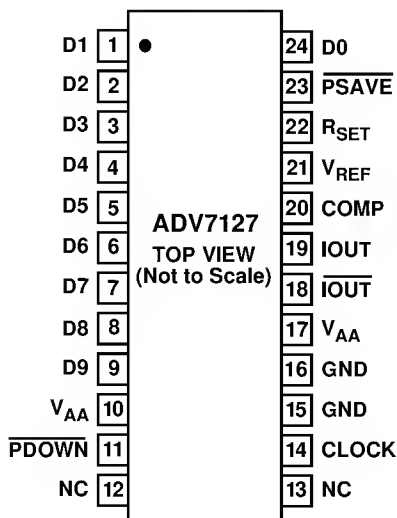 D1 1 24 D0
D2 2 23 PSAVE
D3 3 22 RSET
D4 4 21 VREF
D5 5 20 COMP
D6 6 19 IOUT
D7 7 18 IOUT
D8 8 17 VAA
D9 9 16 GND
VAA 10 15 GND
PDOWN 11 14 CLOCK
NC 12 13 NC
ADV7127
TOP VIEW
(Not to Scale)